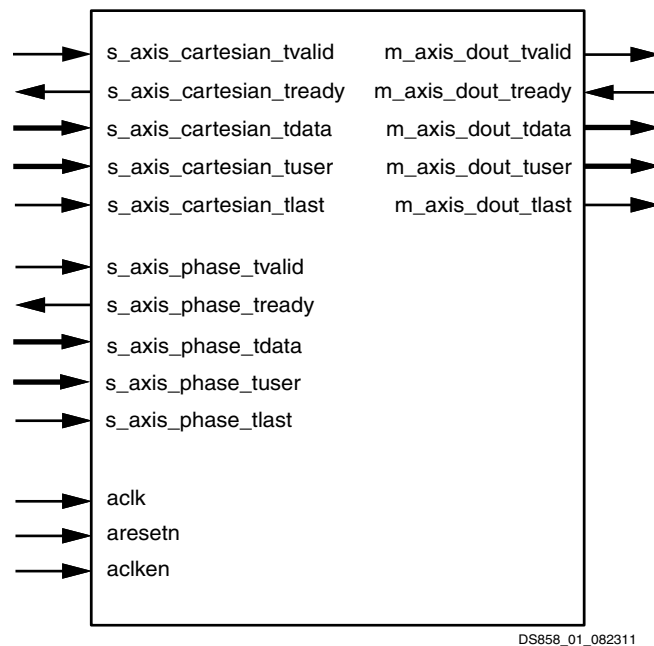 s_axis_cartesian_tvalid m_axis_dout_tvalid
s_axis_cartesian_tready m_axis_dout_tready
s_axis_cartesian_tdata m_axis_dout_tdata
s_axis_cartesian_tuser m_axis_dout_tuser
s_axis_cartesian_tlast m_axis_dout_tlast
s_axis_phase_tvalid
s_axis_phase_tready
s_axis_phase_tdata
s_axis_phase_tuser
s_axis_phase_tlast
aclk
aresetn
aclken
DS858_01_082311